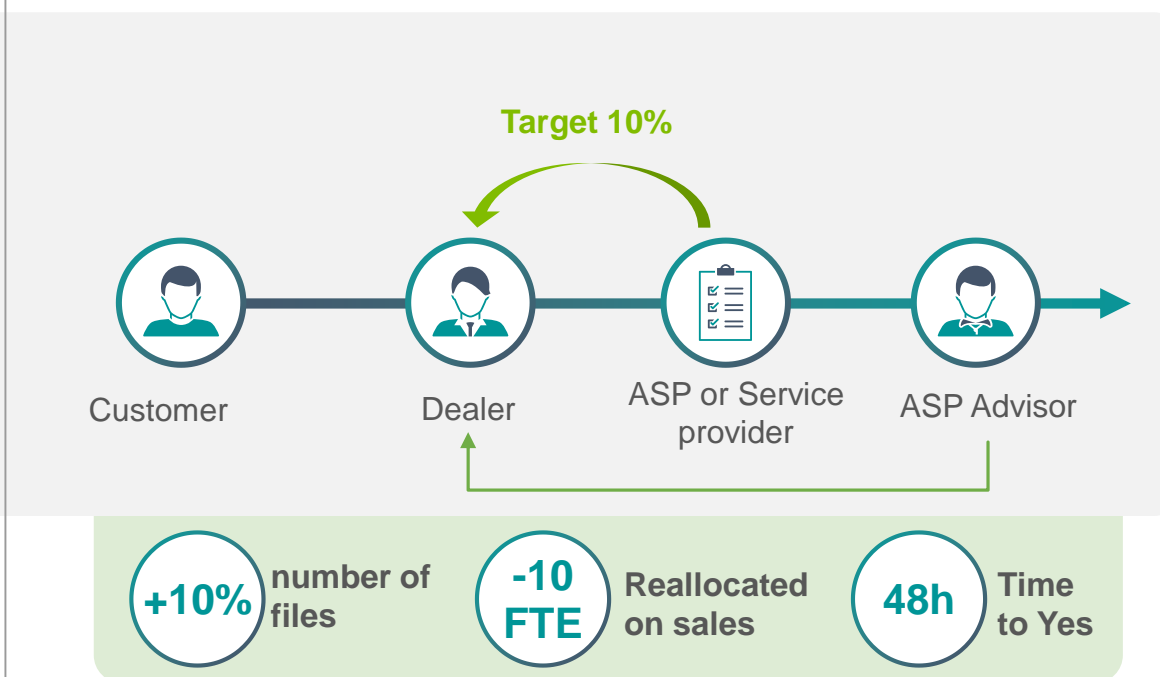 Target 10%
Customer
Dealer
ASP or Service
provider
ASP Advisor
+10%
number of
files
-10
FTE
Reallocated
on sales
48h
Time
to Yes